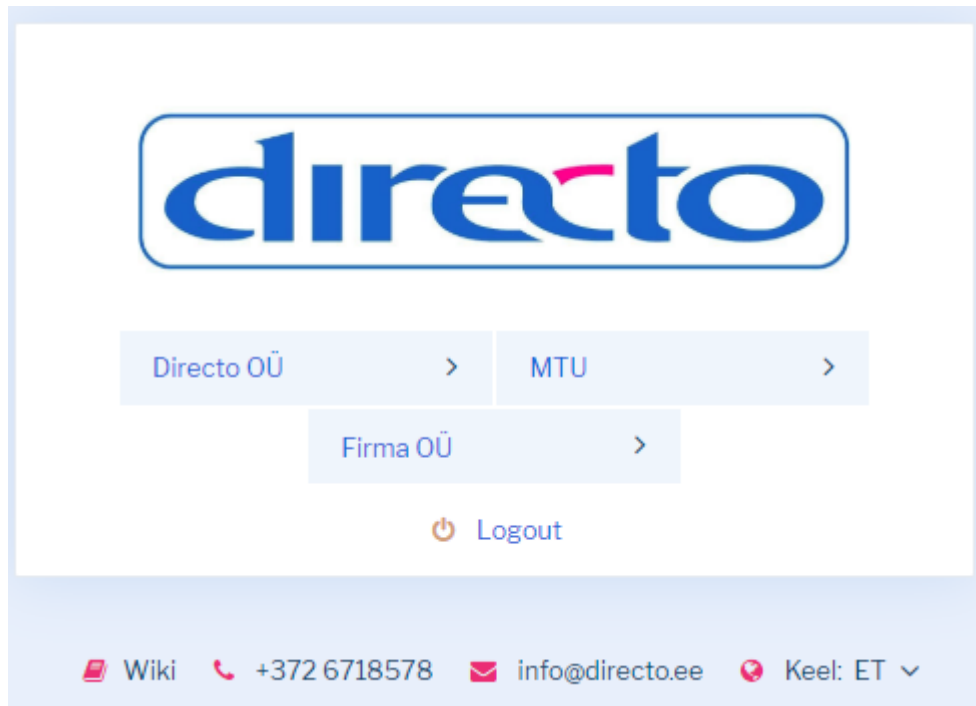 directo
Directo OÜ MTU
Firma OÜ
Logout
Wiki +372 6718578 info@directo.ee Keel: ET